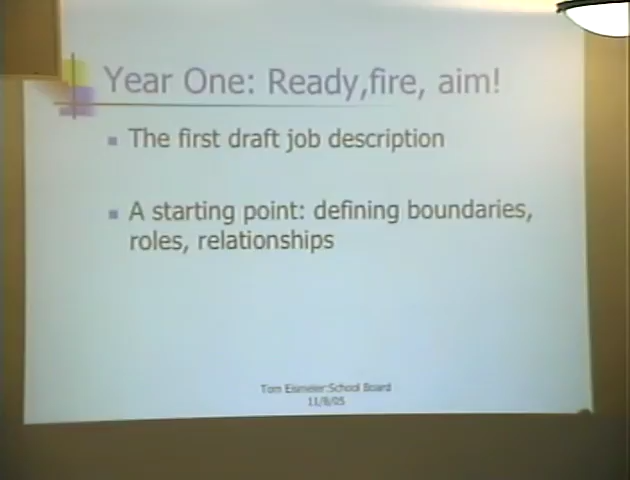 Year One: Ready,fire, aim!
The first draft job description
A starting point: defining boundaries,
roles, relationships
Tom Eismeier:School Board
11/8/05